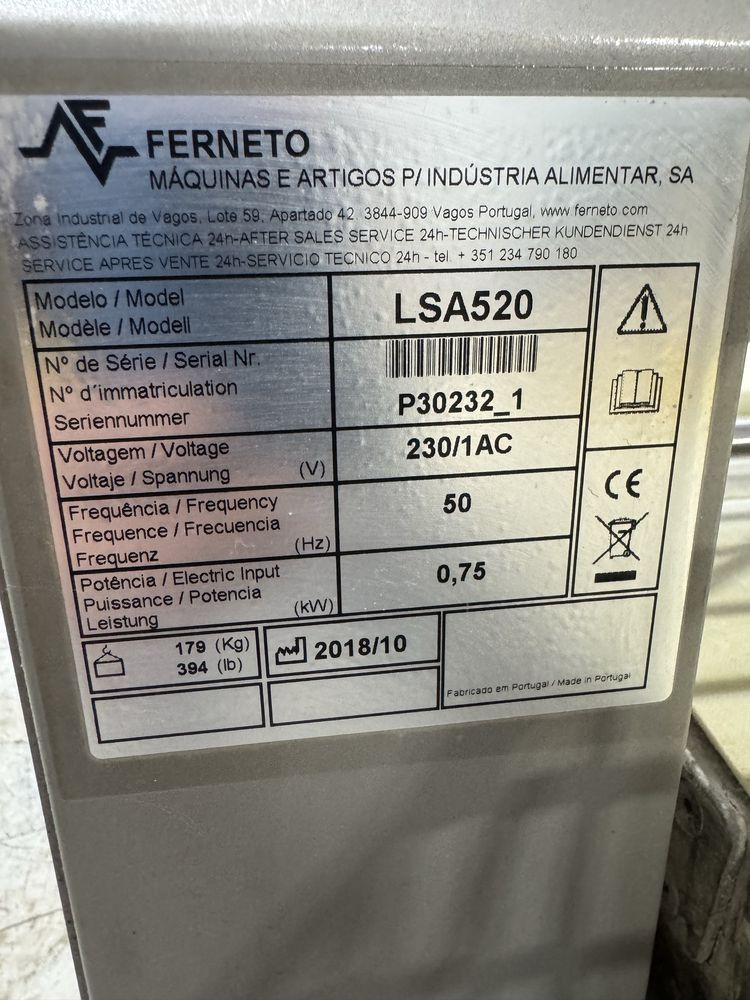 FERNETO
MÁQUINAS E ARTIGOS P/ INDÚSTRIA ALIMENTAR, SA
Zona Industrial de Vagos, Lote 59, Apartado 42 3844-909 Vagos Portugal, www ferneto com
ASSISTÊNCIA TÉCNICA 24h-AFTER SALES SERVICE 24h-TECHNISCHER KUNDENDIENST 24h
SERVICE APRES VENTE 24h-SERVICIO TECNICO 24h - tel. + 351 234 790 180
Modelo / Model
Modèle / Modell
LSA520
Nº de Série / Serial Nr.
Nº d´immatriculation
Seriennummer
P30232_1
Voltagem / Voltage
Voltaje / Spannung (V)
230/1AC
Frequência / Frequency
Frequence / Frecuencia
Frequenz (Hz)
50
Potência / Electric Input
Puissance / Potencia
Leistung (kW)
0,75
CE
179 (Kg)
394 (lb)
2018/10
Fabricado em Portugal / Made in Portugal